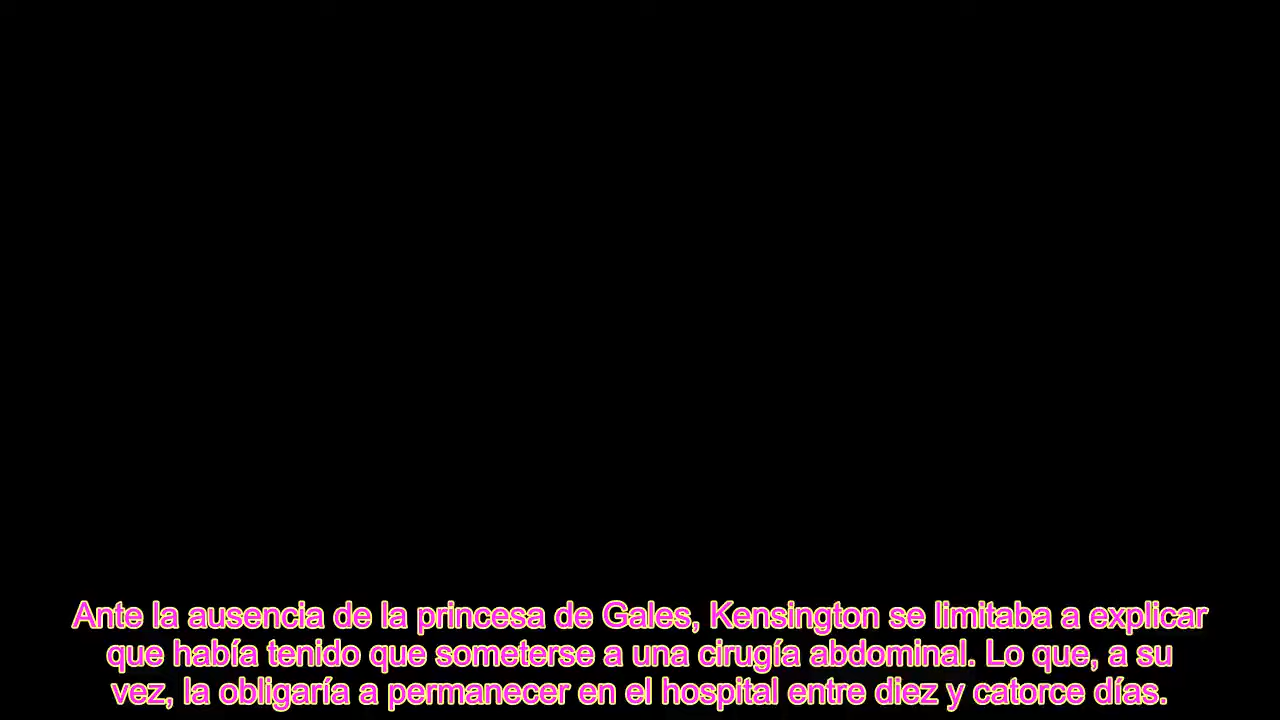 Ante la ausencia de la princesa de Gales, Kensington se limitaba a explicar
que había tenido que someterse a una cirugía abdominal. Lo que, a su
vez, la obligaría a permanecer en el hospital entre diez y catorce días.